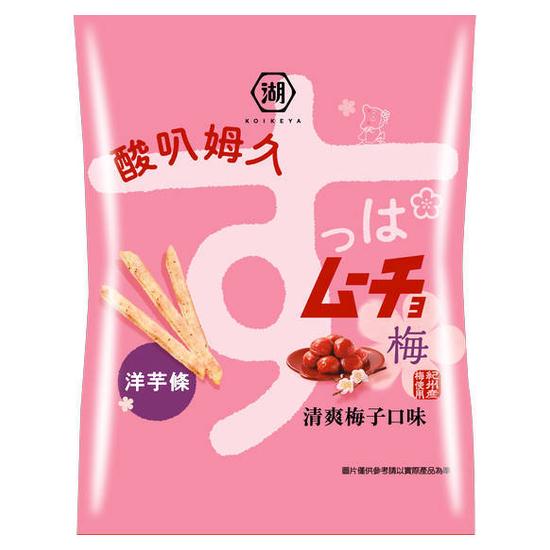 湖
KOIKEYA
酸叭姆久
す
っぱ
ムーチョ
梅
紀州産
梅使用
洋芋條
清爽梅子口味
圖片僅供參考請以實際產品為準